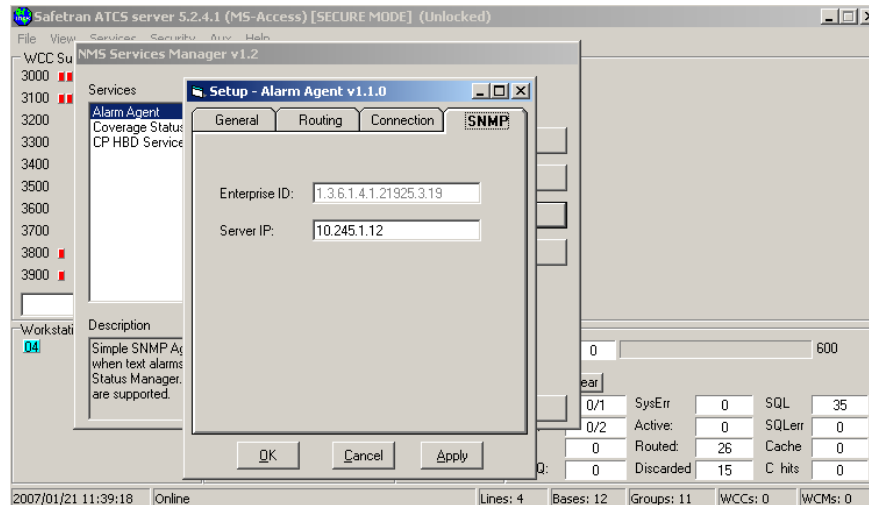 Safetran ATCS server 5.2.4.1 (MS-Access) [SECURE MODE] (Unlocked)
File View Services Security Aux Help
WCC Su
3000
3100
3200
3300
3400
3500
3600
3700
3800
3900
NMS Services Manager v1.2
Services
Alarm Agent
Coverage Status
CP HBD Service
Description
Simple SNMP Ag
when text alarms
Status Manager.
are supported.
Setup - Alarm Agent v1.1.0
General Routing Connection SNMP
Enterprise ID: 1.3.6.1.4.1.21925.3.19
Server IP: 10.245.1.12
OK Cancel Apply
Workstati
04
0 600
ear
0/1 SysErr 0 SQL 35
0/2 Active: 0 SQLerr 0
0 Routed: 26 Cache 0
Q: 0 Discarded 15 C hits 0
2007/01/21 11:39:18 Online Lines: 4 Bases: 12 Groups: 11 WCCs: 0 WCMs: 0